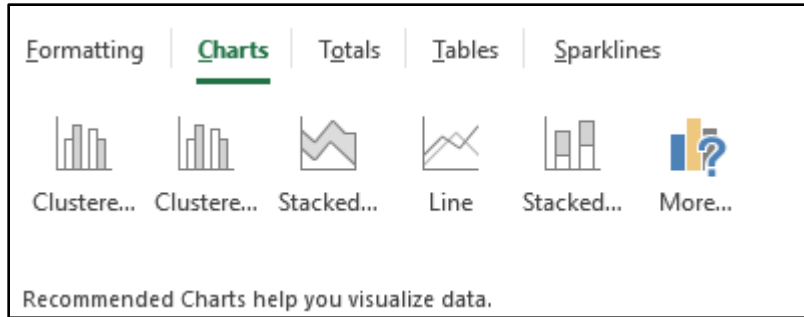 Formatting Charts Totals Tables Sparklines
Clustere... Clustere... Stacked... Line Stacked... More...
Recommended Charts help you visualize data.